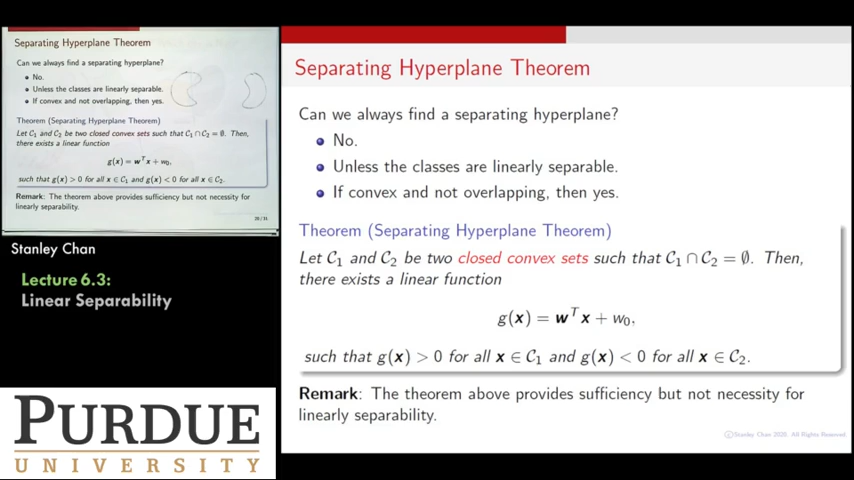 Separating Hyperplane Theorem
Can we always find a separating hyperplane?
• No.
• Unless the classes are linearly separable.
• If convex and not overlapping, then yes.
Theorem (Separating Hyperplane Theorem)
Let C₁ and C₂ be two closed convex sets such that C₁ ∩ C₂ = ∅. Then,
there exists a linear function
g(x) = wᵀx + w₀,
such that g(x) > 0 for all x ∈ C₁ and g(x) < 0 for all x ∈ C₂.
Remark: The theorem above provides sufficiency but not necessity for
linearly separability.
Stanley Chan
Lecture 6.3:
Linear Separability
PURDUE
UNIVERSITY
Separating Hyperplane Theorem
Can we always find a separating hyperplane?
• No.
• Unless the classes are linearly separable.
• If convex and not overlapping, then yes.
Theorem (Separating Hyperplane Theorem)
Let C₁ and C₂ be two closed convex sets such that C₁ ∩ C₂ = ∅. Then,
there exists a linear function
g(x) = wᵀx + w₀,
such that g(x) > 0 for all x ∈ C₁ and g(x) < 0 for all x ∈ C₂.
Remark: The theorem above provides sufficiency but not necessity for
linearly separability.
©Stanley Chan 2020. All Rights Reserved.